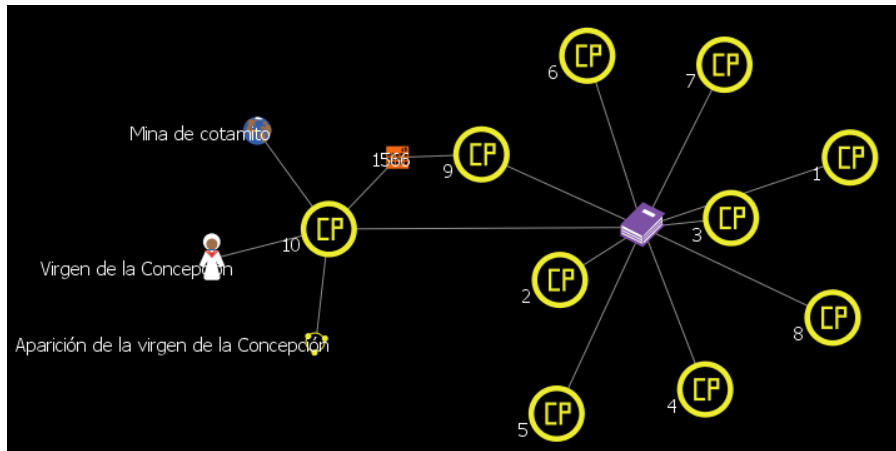 CP
6
CP
7
Mina de cotamito
1566
CP
9
CP
1
CP
10
CP
3
Virgen de la Concepción
CP
2
CP
8
Aparición de la virgen de la Concepción
CP
4
CP
5